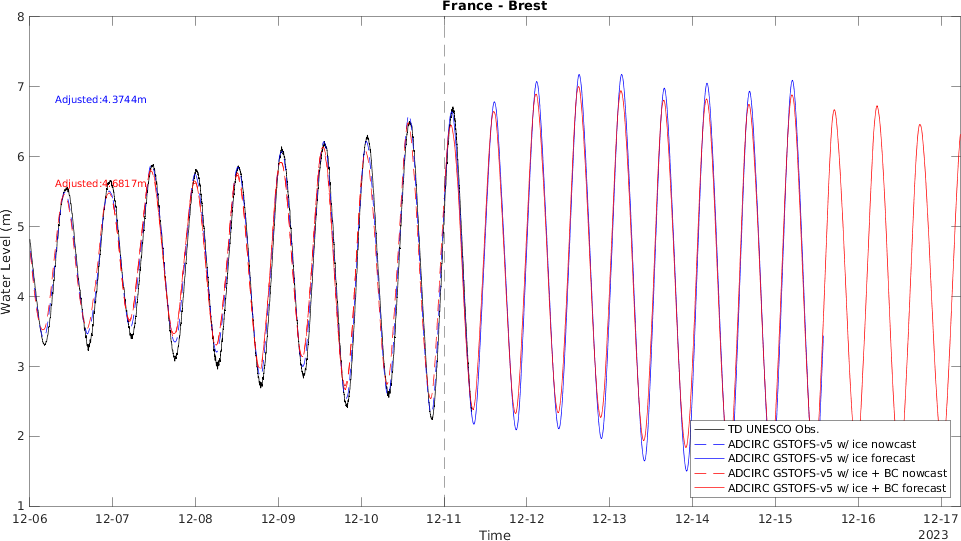 France - Brest
8
7
6
5
4
3
2
1
Water Level (m)
Adjusted:4.3744m
Adjusted:4.6817m
TD UNESCO Obs.
ADCIRC GSTOFS-v5 w/ ice nowcast
ADCIRC GSTOFS-v5 w/ ice forecast
ADCIRC GSTOFS-v5 w/ ice + BC nowcast
ADCIRC GSTOFS-v5 w/ ice + BC forecast
12-06 12-07 12-08 12-09 12-10 12-11 12-12 12-13 12-14 12-15 12-16 12-17
Time
2023